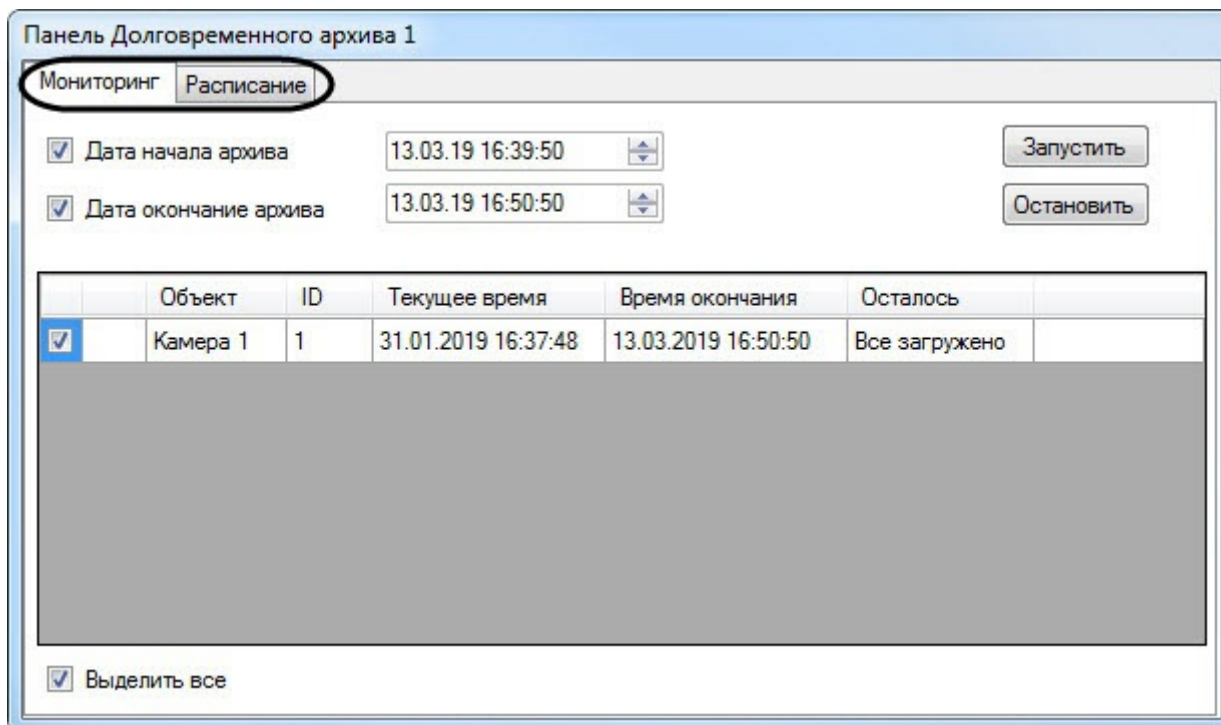 Панель Долговременного архива 1
Мониторинг Расписание
Дата начала архива 13.03.19 16:39:50 Запустить
Дата окончание архива 13.03.19 16:50:50 Остановить
Объект ID Текущее время Время окончания Осталось
Камера 1 1 31.01.2019 16:37:48 13.03.2019 16:50:50 Все загружено
Выделить все